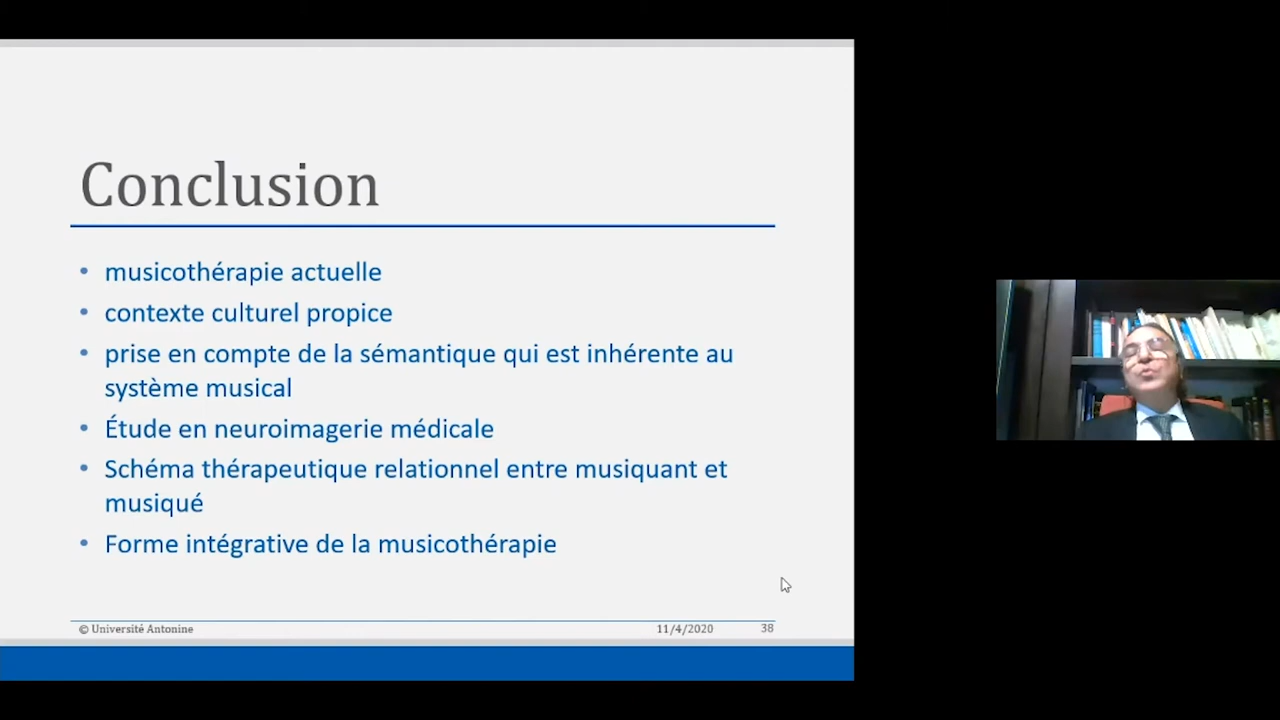 Conclusion
• musicothérapie actuelle
• contexte culturel propice
• prise en compte de la sémantique qui est inhérente au
système musical
• Étude en neuroimagerie médicale
• Schéma thérapeutique relationnel entre musiquant et
musiqué
• Forme intégrative de la musicothérapie
© Université Antonine 11/4/2020 38